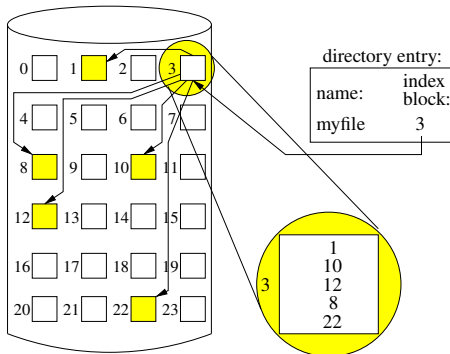 0 1 2 3
4 5 6 7
8 9 10 11
12 13 14 15
16 17 18 19
20 21 22 23
directory entry:
name: index block:
myfile 3
3
1
10
12
8
22